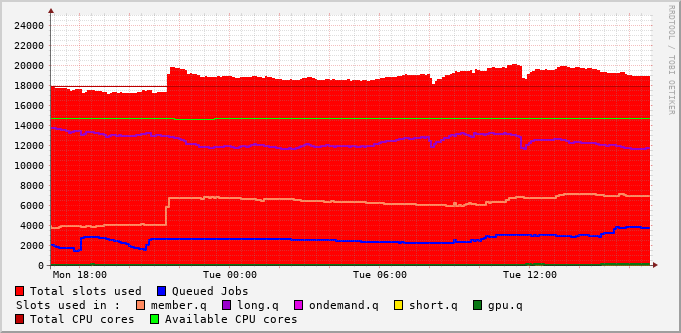 RRDTOOL / TOBI OETIKER
24000
22000
20000
18000
16000
14000
12000
10000
8000
6000
4000
2000
0
Mon 18:00 Tue 00:00 Tue 06:00 Tue 12:00
Total slots used Queued Jobs
Slots used in : member.q long.q ondemand.q short.q gpu.q
Total CPU cores Available CPU cores